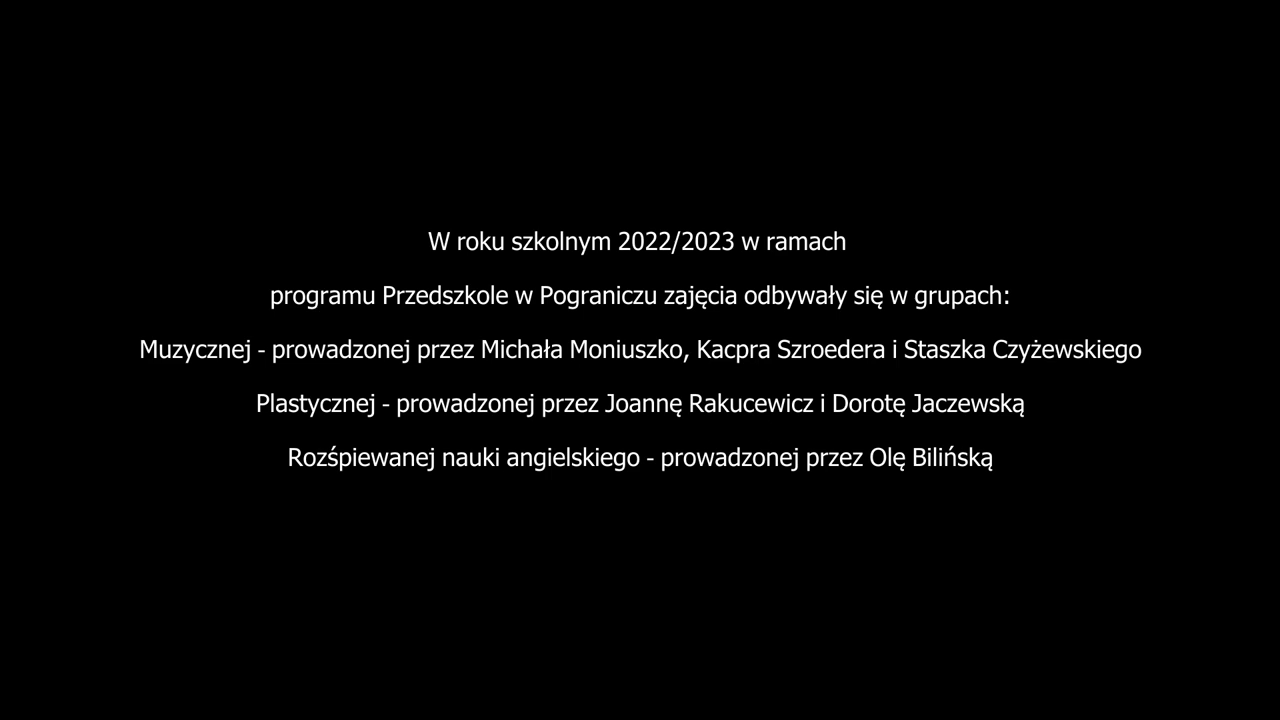 W roku szkolnym 2022/2023 w ramach
programu Przedszkole w Pograniczu zajęcia odbywały się w grupach:
Muzycznej - prowadzonej przez Michała Moniuszko, Kacpra Szroedera i Staszka Czyżewskiego
Plastycznej - prowadzonej przez Joannę Rakucewicz i Dorotę Jaczewską
Rozśpiewanej nauki angielskiego - prowadzonej przez Olę Bilińską